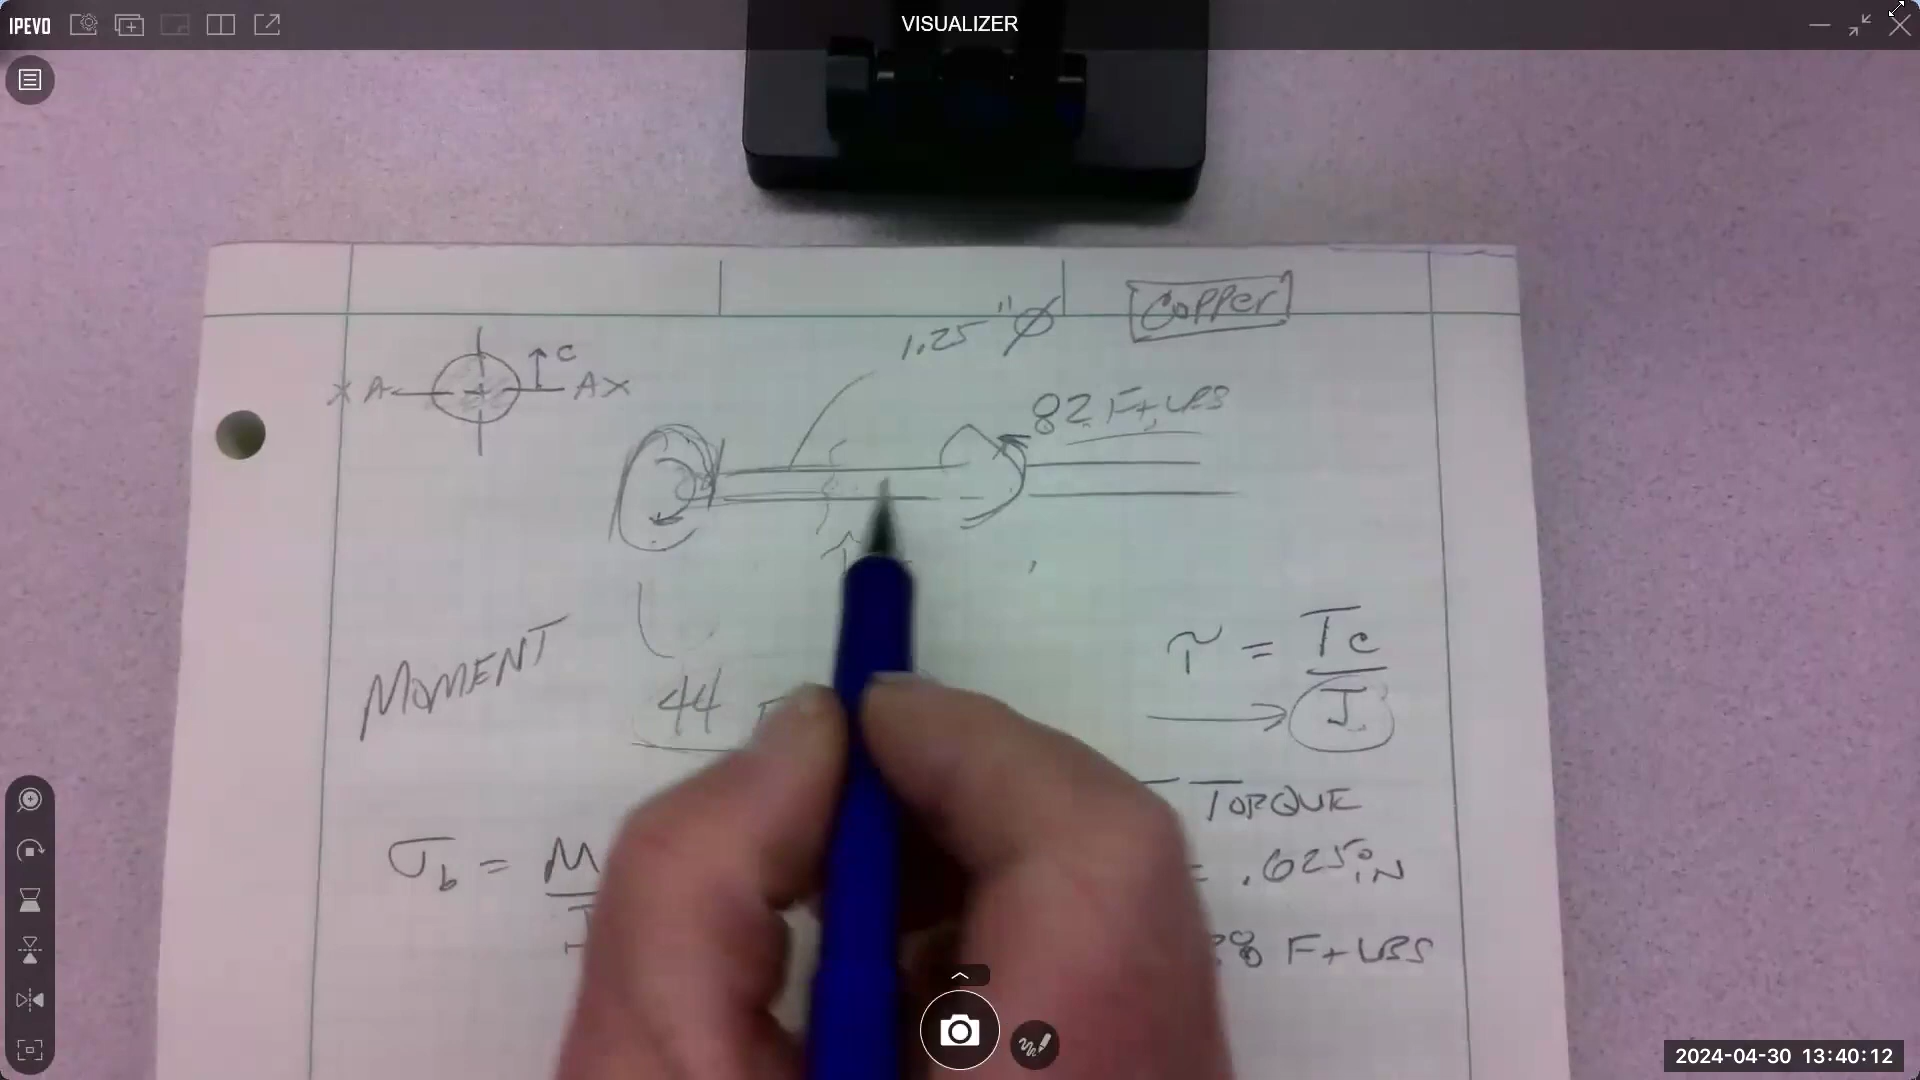 IPEVO
VISUALIZER
COPPER
1.25" Ø
C
X A
A X
82 Ft LBS
MOMENT
44
τ = Tc
J
TORQUE
σb = M
I
= .625 IN
8 Ft LBS
2024-04-30 13:40:12